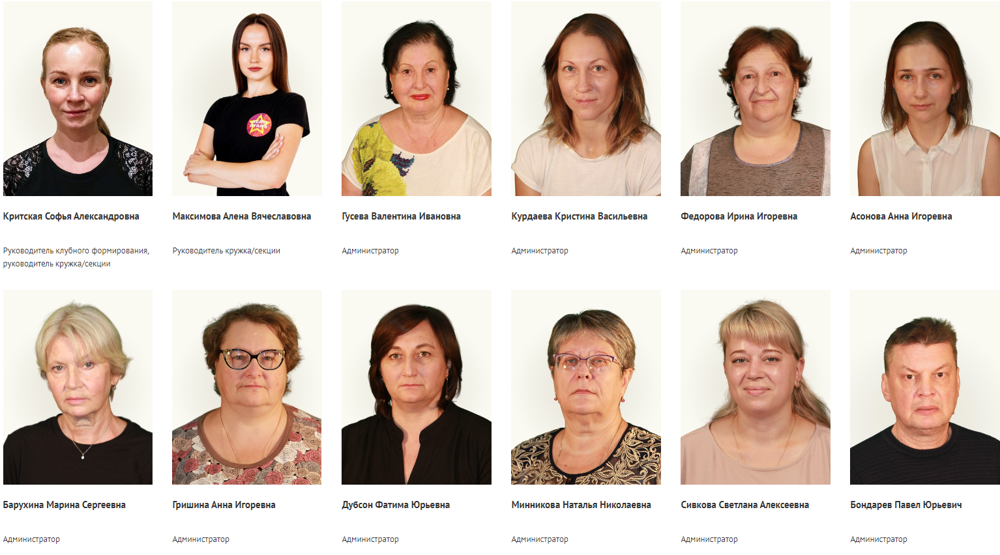 ACRO
STARS
Критская Софья Александровна
Максимова Алена Вячеславовна
Гусева Валентина Ивановна
Курдаева Кристина Васильевна
Федорова Ирина Игоревна
Асонова Анна Игоревна
Руководитель клубного формирования,
руководитель кружка/секции
Руководитель кружка/секции
Администратор
Администратор
Администратор
Администратор
Барухина Марина Сергеевна
Гришина Анна Игоревна
Дубсон Фатима Юрьевна
Минникова Наталья Николаевна
Сивкова Светлана Алексеевна
Бондарев Павел Юрьевич
Администратор
Администратор
Администратор
Администратор
Администратор
Администратор